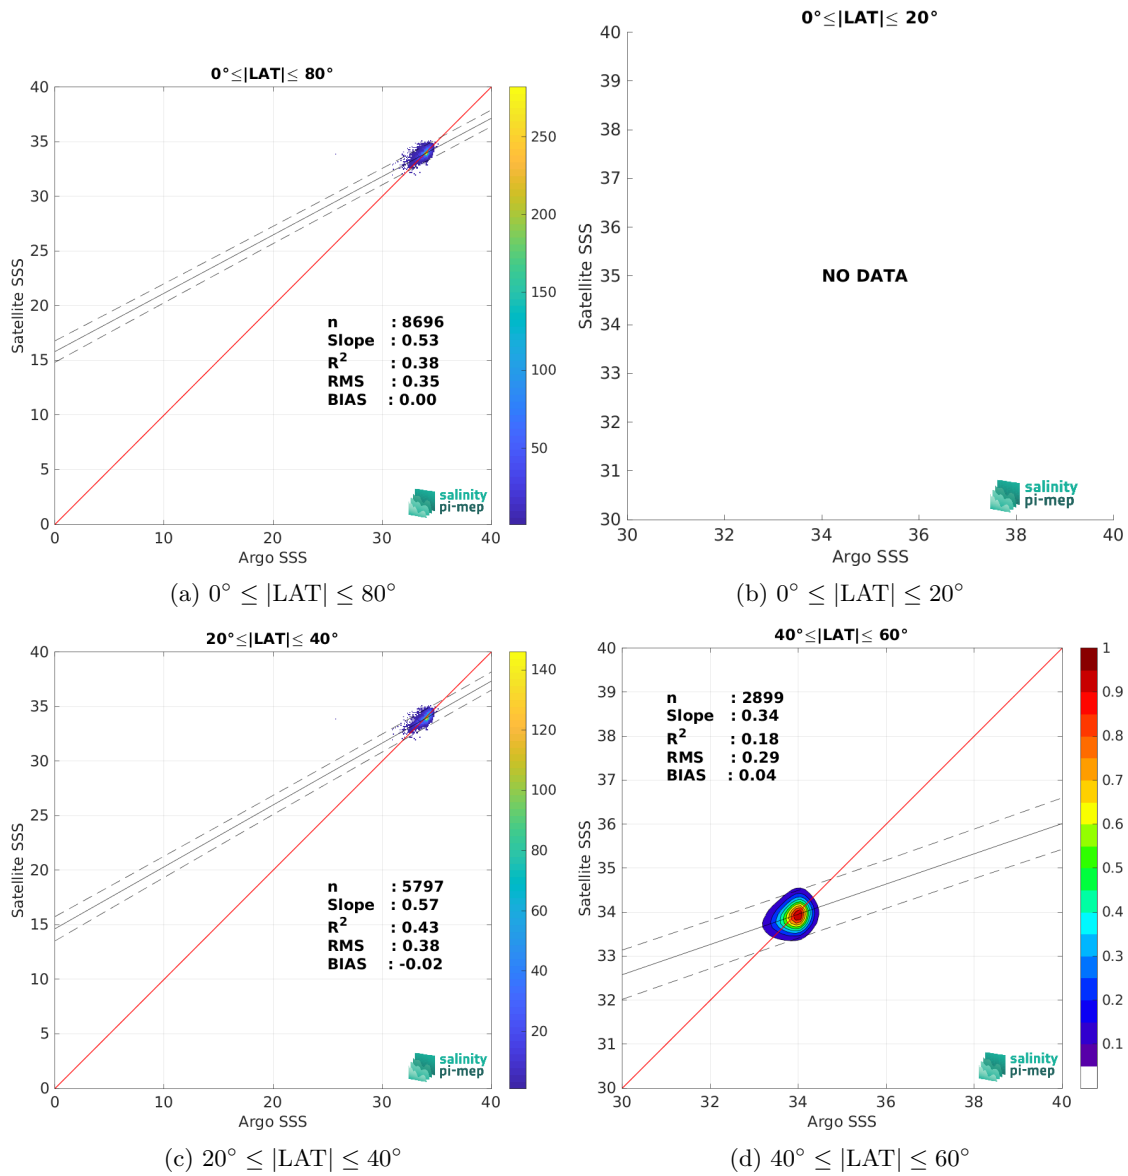 0°≤|LAT|≤ 80°
40
35
30
25
20
15
10
5
0
Satellite SSS
n : 8696
Slope : 0.53
R2 : 0.38
RMS : 0.35
BIAS : 0.00
salinity
pi-mep
0 10 20 30 40
Argo SSS
250
200
150
100
50
(a) 0° ≤ |LAT| ≤ 80°
0°≤|LAT|≤ 20°
40
39
38
37
36
35
34
33
32
31
30
Satellite SSS
NO DATA
salinity
pi-mep
30 32 34 36 38 40
Argo SSS
(b) 0° ≤ |LAT| ≤ 20°
20°≤|LAT|≤ 40°
40
35
30
25
20
15
10
5
0
Satellite SSS
n : 5797
Slope : 0.57
R2 : 0.43
RMS : 0.38
BIAS : -0.02
salinity
pi-mep
0 10 20 30 40
Argo SSS
140
120
100
80
60
40
20
(c) 20° ≤ |LAT| ≤ 40°
40°≤|LAT|≤ 60°
40
39
38
37
36
35
34
33
32
31
30
Satellite SSS
n : 2899
Slope : 0.34
R2 : 0.18
RMS : 0.29
BIAS : 0.04
salinity
pi-mep
30 32 34 36 38 40
Argo SSS
1
0.9
0.8
0.7
0.6
0.5
0.4
0.3
0.2
0.1
(d) 40° ≤ |LAT| ≤ 60°